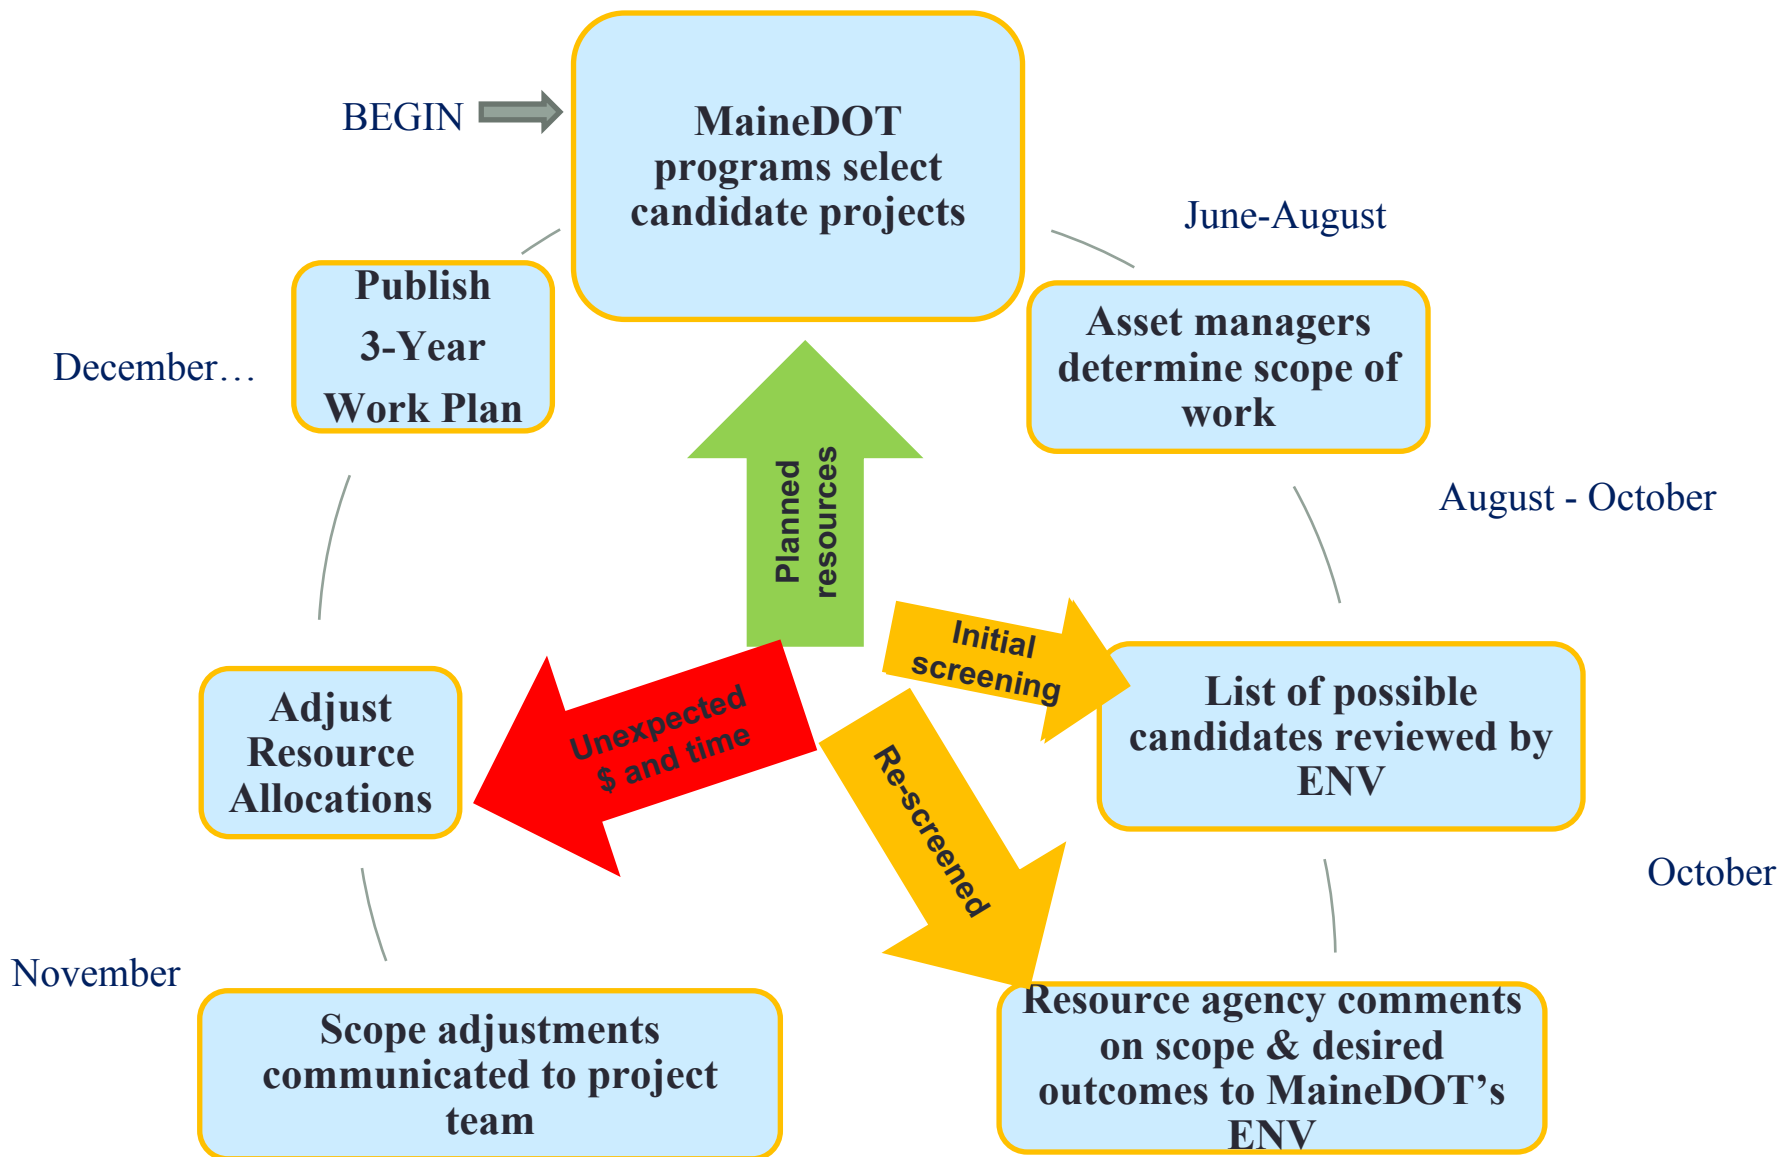 BEGIN
MaineDOT
programs select
candidate projects
June-August
Asset managers
determine scope of
work
August - October
List of possible
candidates reviewed by
ENV
October
Resource agency comments
on scope & desired
outcomes to MaineDOT’s
ENV
Scope adjustments
communicated to project
team
November
Adjust
Resource
Allocations
December…
Publish
3-Year
Work Plan
Planned
resources
Initial
screening
Re-screened
Unexpected
$ and time